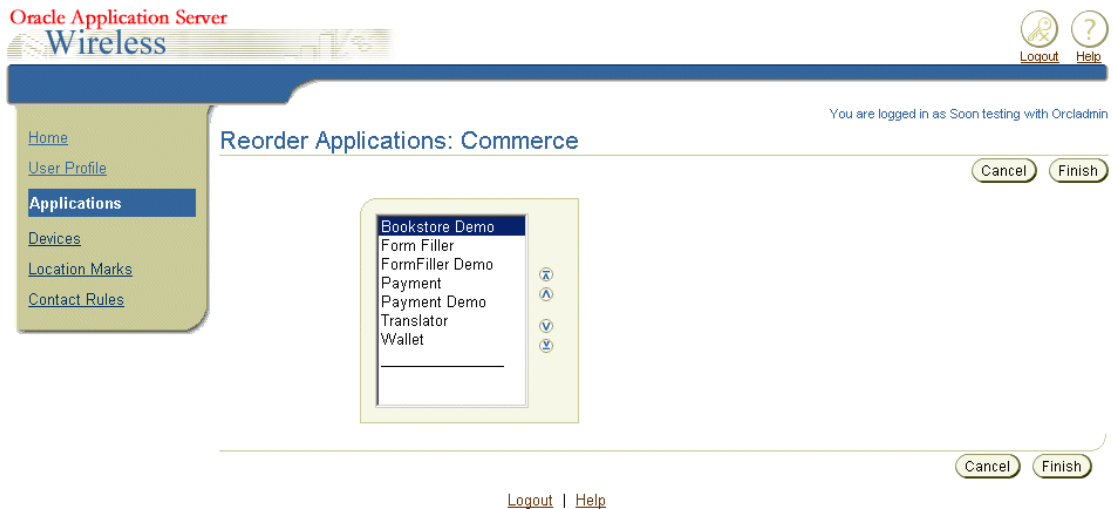 Oracle Application Server
Wireless
Logout Help
You are logged in as Soon testing with Orcladmin
Home
User Profile
Applications
Devices
Location Marks
Contact Rules
Reorder Applications: Commerce
Cancel Finish
Bookstore Demo
Form Filler
FormFiller Demo
Payment
Payment Demo
Translator
Wallet
Cancel Finish
Logout | Help